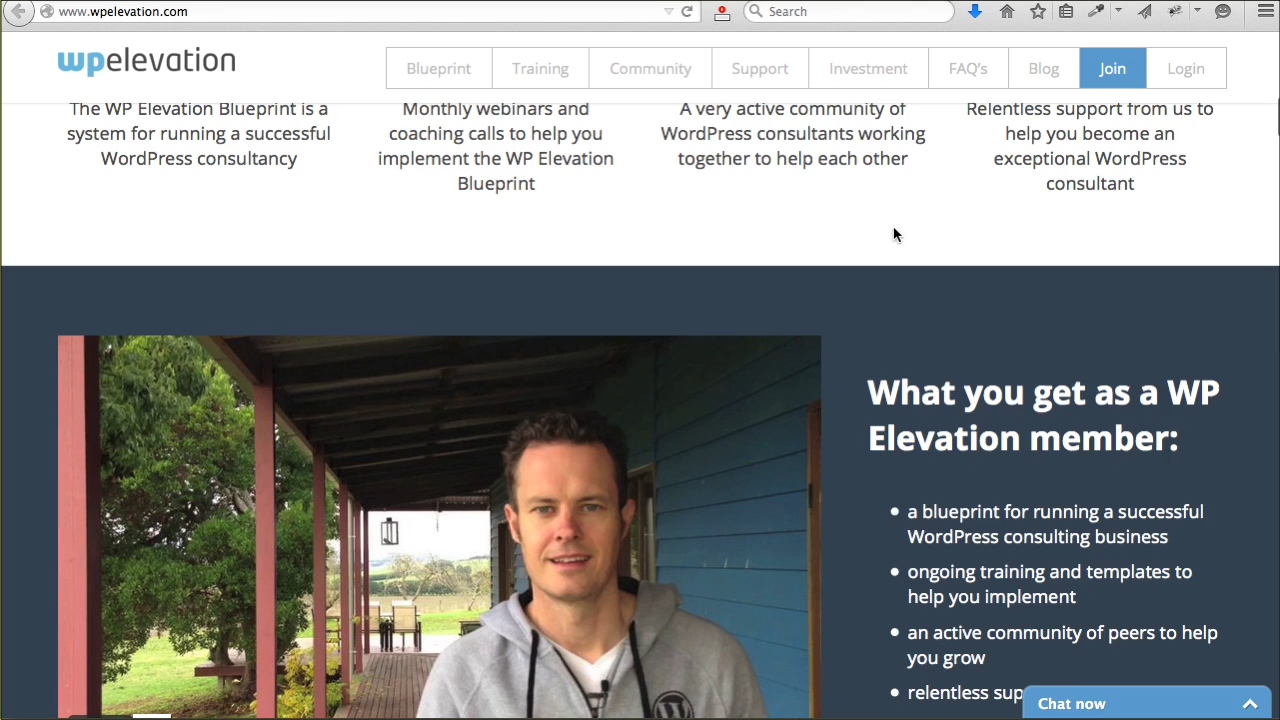 www.wpelevation.com
Search
wpelevation
Blueprint
Training
Community
Support
Investment
FAQ's
Blog
Join
Login
The WP Elevation Blueprint is a
system for running a successful
WordPress consultancy
Monthly webinars and
coaching calls to help you
implement the WP Elevation
Blueprint
A very active community of
WordPress consultants working
together to help each other
Relentless support from us to
help you become an
exceptional WordPress
consultant
What you get as a WP
Elevation member:
a blueprint for running a successful
WordPress consulting business
ongoing training and templates to
help you implement
an active community of peers to help
you grow
relentless sup
Chat now